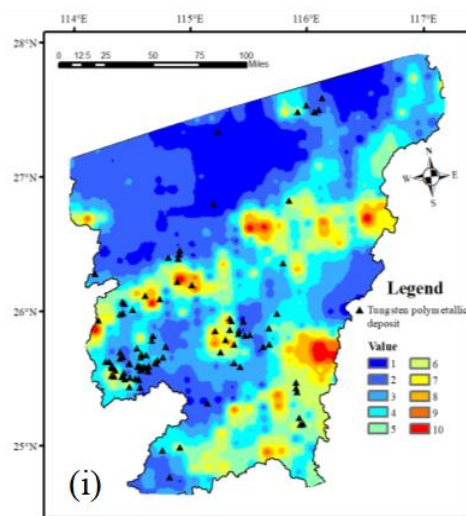 114°E 115°E 116°E 117°E
28°N
0 12.5 25 50 75 100
Miles
27°N
N
W E
S
Legend
26°N
Tungsten polymetallic
deposit
Value
1 6
2 7
3 8
4 9
5 10
25°N
(i)